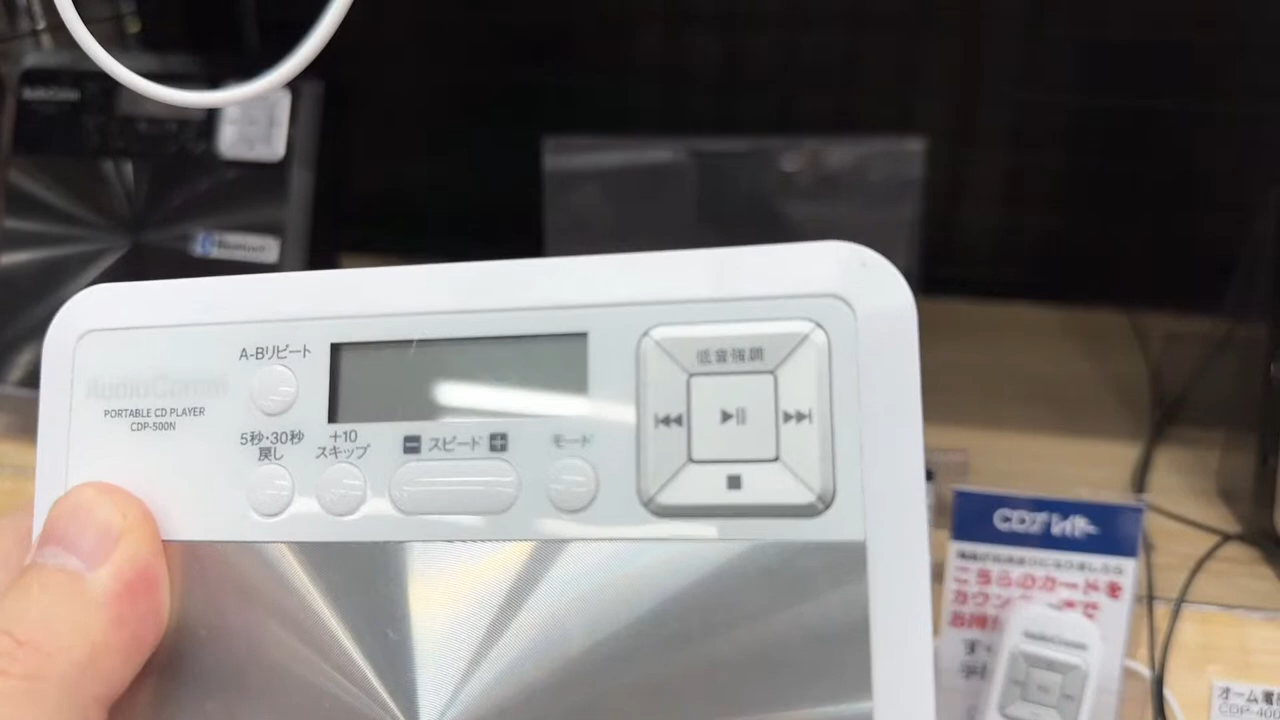 Bluetooth
AudioComm
PORTABLE CD PLAYER
CDP-500N
A-Bリピート
5秒・30秒
戻し
+10
スキップ
スピード
モード
低音強調
CDプレイヤー
こちらのカードを
オーム電